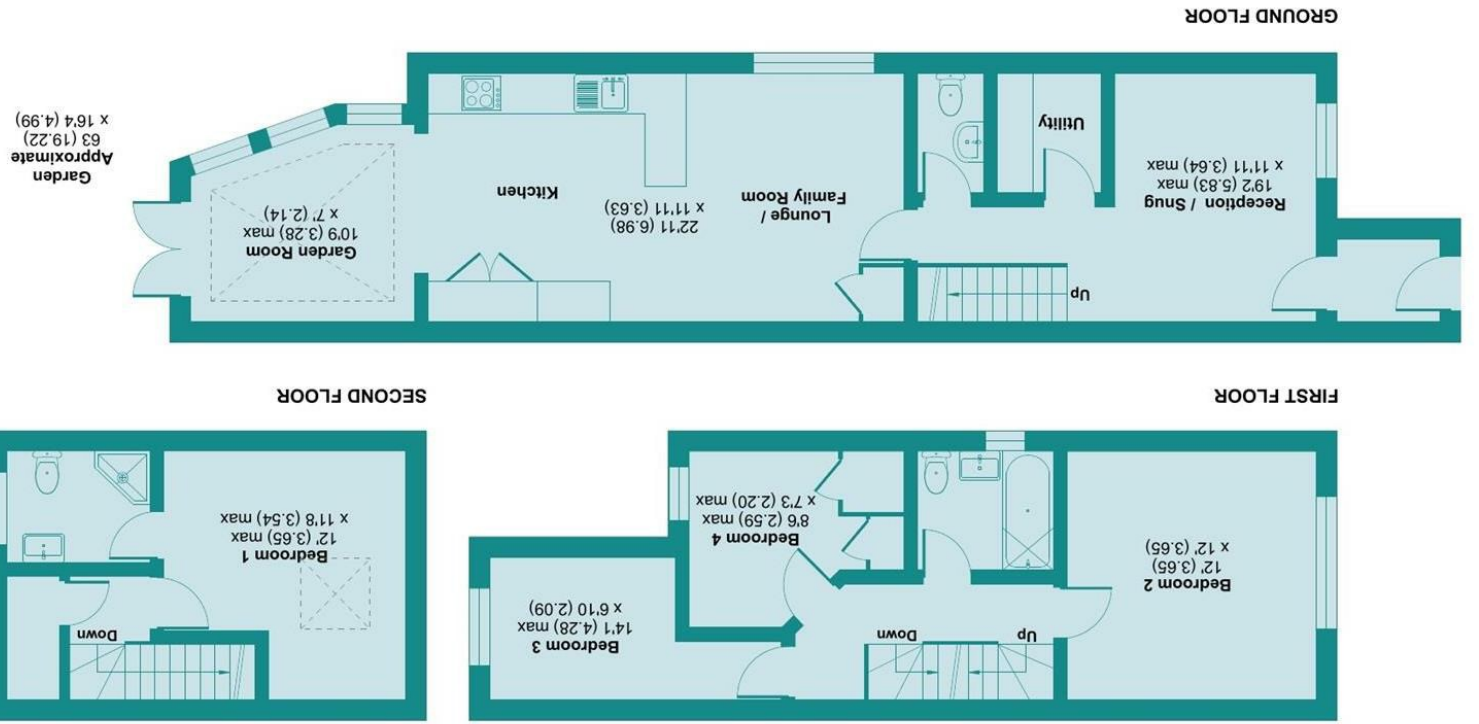 Bedroom 3
14'1 (4.28) max
x 6'10 (2.09)
Up
Down
Bedroom 2
12' (3.65)
x 12' (3.65)
Bedroom 4
8'6 (2.59) max
x 7'3 (2.20) max
FIRST FLOOR
Down
Bedroom 1
12' (3.65) max
x 11'8 (3.54) max
SECOND FLOOR
Up
Reception / Snug
19'2 (5.83) max
x 11'11 (3.64) max
Utility
Lounge /
Family Room
22'11 (6.98)
x 11'11 (3.63)
Kitchen
Garden Room
10'9 (3.28) max
x 7' (2.14)
Garden
Approximate
63 (19.22)
x 16'4 (4.99)
GROUND FLOOR